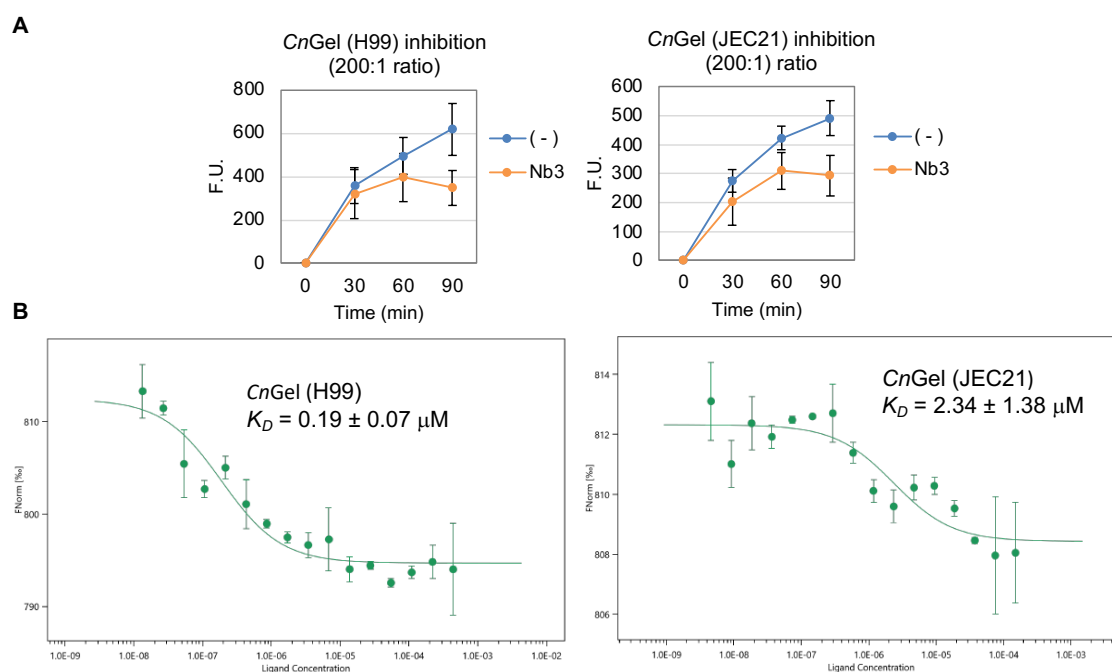 A
CnGel (H99) inhibition
(200:1 ratio)
800
600
400
200
0
F.U.
0 30 60 90
Time (min)
( - )
Nb3
CnGel (JEC21) inhibition
(200:1) ratio
600
500
400
300
200
100
0
F.U.
0 30 60 90
Time (min)
( - )
Nb3
B
CnGel (H99)
KD = 0.19 ± 0.07 μM
810
800
790
FNorm [‰]
1.0E-09 1.0E-08 1.0E-07 1.0E-06 1.0E-05 1.0E-04 1.0E-03 1.0E-02
Ligand Concentration
CnGel (JEC21)
KD = 2.34 ± 1.38 μM
814
812
810
808
806
FNorm [‰]
1.0E-09 1.0E-08 1.0E-07 1.0E-06 1.0E-05 1.0E-04 1.0E-03
Ligand Concentration